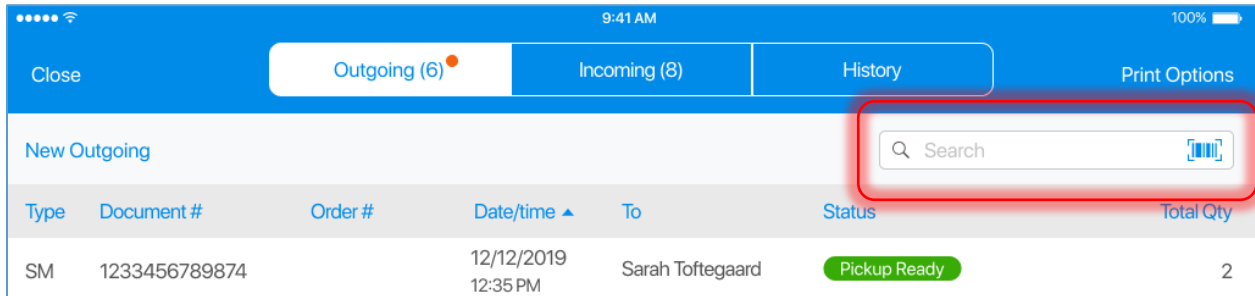 9:41 AM 100%
Close Outgoing (6) Incoming (8) History Print Options
New Outgoing Search
Type Document # Order # Date/time To Status Total Qty
SM 1233456789874 12/12/2019 12:35 PM Sarah Toftegaard Pickup Ready 2